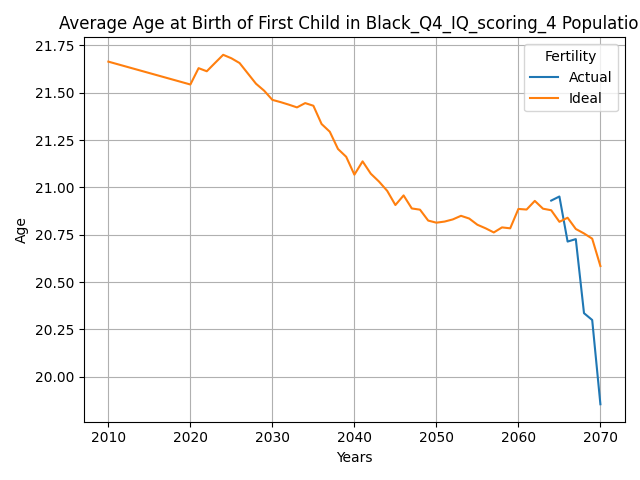 Average Age at Birth of First Child in Black_Q4_IQ_scoring_4 Populatio
21.75
21.50
21.25
21.00
20.75
20.50
20.25
20.00
Age
Fertility
Actual
Ideal
2010 2020 2030 2040 2050 2060 2070
Years